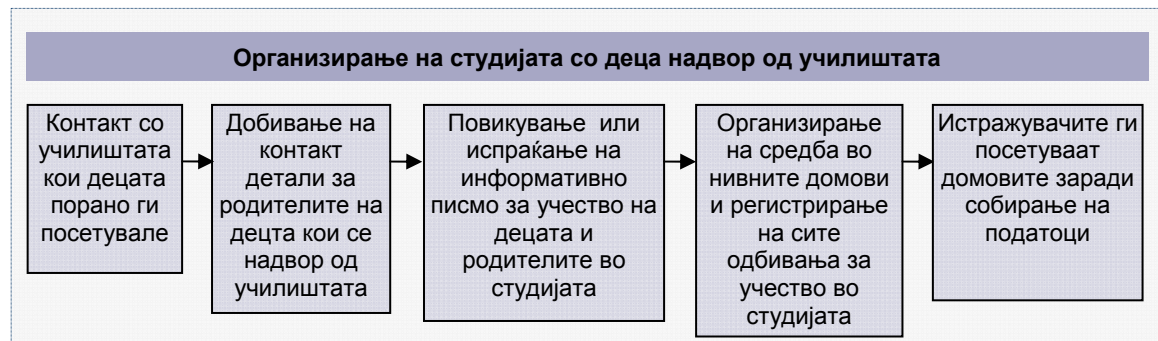 Организирање на студијата со деца надвор од училиштата
Контакт со
училиштата
кои децата
порано ги
посетувале
Добивање на
контакт
детали за
родителите на
децта кои се
надвор од
училиштата
Повикување или
испраќање на
информативно
писмо за учество на
децата и
родителите во
студијата
Организирање
на средба во
нивните домови
и регистрирање
на сите
одбивања за
учество во
студијата
Истражувачите ги
посетуваат
домовите заради
собирање на
податоци